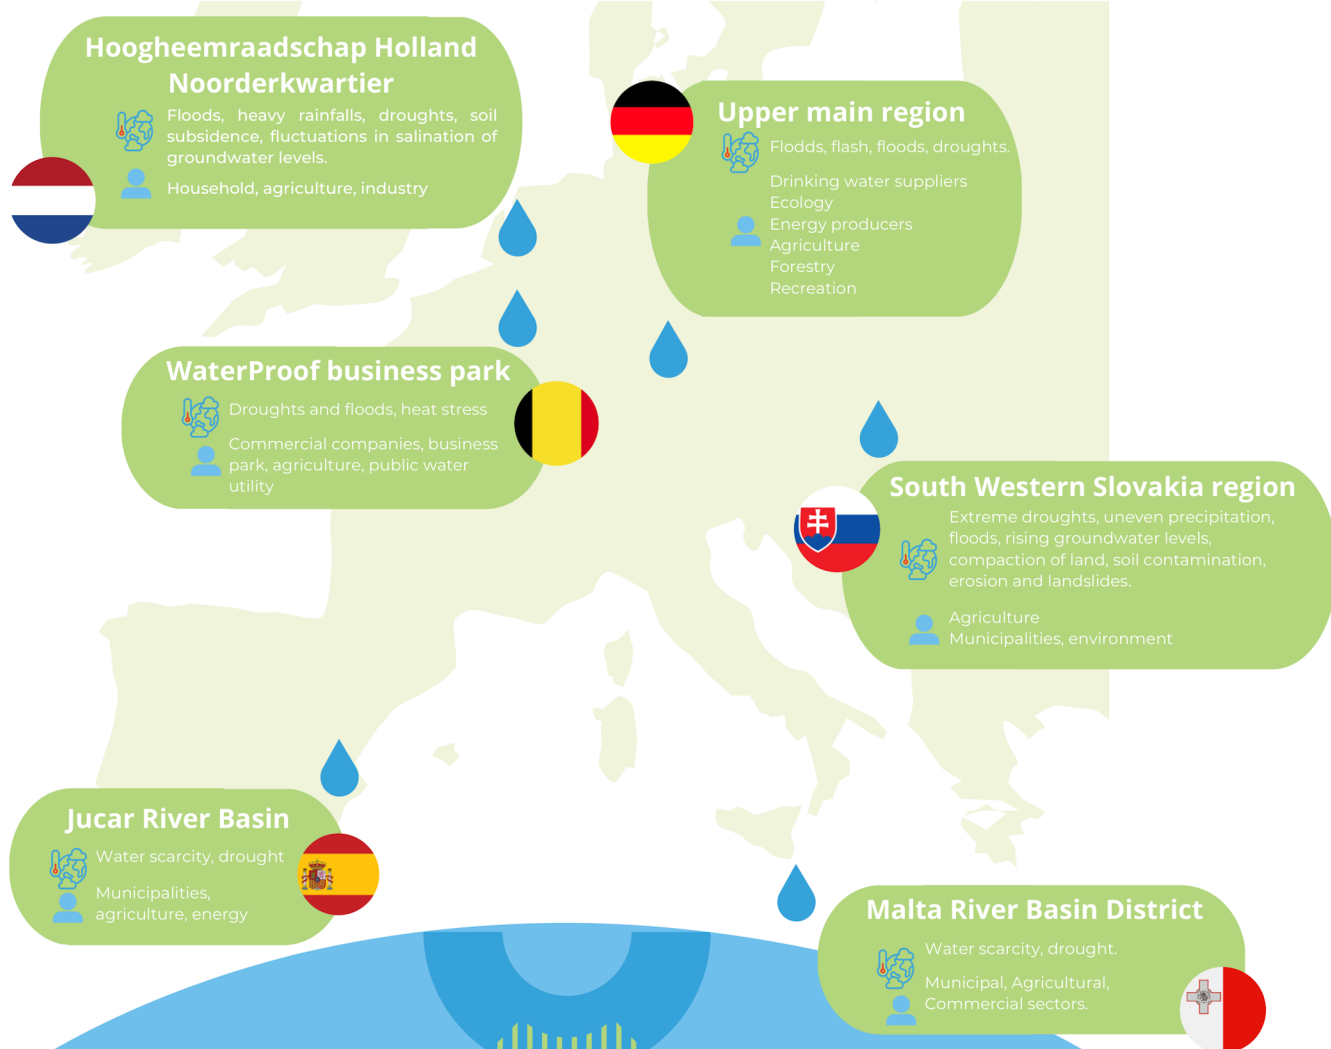 Hoogheemraadschap Holland
Noorderkwartier
Floods, heavy rainfalls, droughts, soil
subsidence, fluctuations in salination of
groundwater levels.
Household, agriculture, industry
Upper main region
Flodds, flash, floods, droughts.
Drinking water suppliers
Ecology
Energy producers
Agriculture
Forestry
Recreation
WaterProof business park
Droughts and floods, heat stress
Commercial companies, business
park, agriculture, public water
utility
South Western Slovakia region
Extreme droughts, uneven precipitation,
floods, rising groundwater levels,
compaction of land, soil contamination,
erosion and landslides.
Agriculture
Municipalities, environment
Jucar River Basin
Water scarcity, drought
Municipalities,
agriculture, energy
Malta River Basin District
Water scarcity, drought.
Municipal, Agricultural,
Commercial sectors.